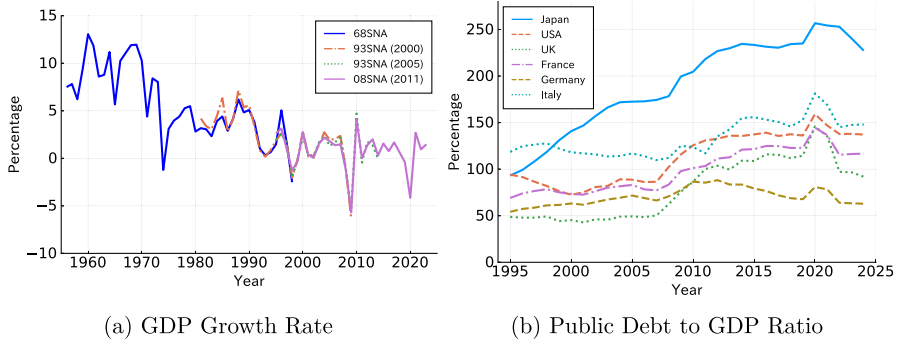 15
10
5
0
−5
−10
Percentage
1960
1970
1980
1990
2000
2010
2020
Year
68SNA
93SNA (2000)
93SNA (2005)
08SNA (2011)
(a) GDP Growth Rate
250
200
150
100
50
0
Percentage
1995
2000
2005
2010
2015
2020
2025
Year
Japan
USA
UK
France
Germany
Italy
(b) Public Debt to GDP Ratio